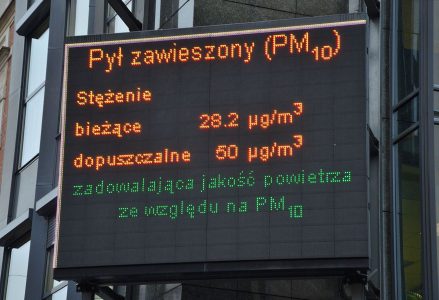 Pył zawieszony (PM₁₀)
Stężenie
bieżące 28.2 µg/m³
dopuszczalne 50 µg/m³
zadowalająca jakość powietrza
ze względu na PM₁₀